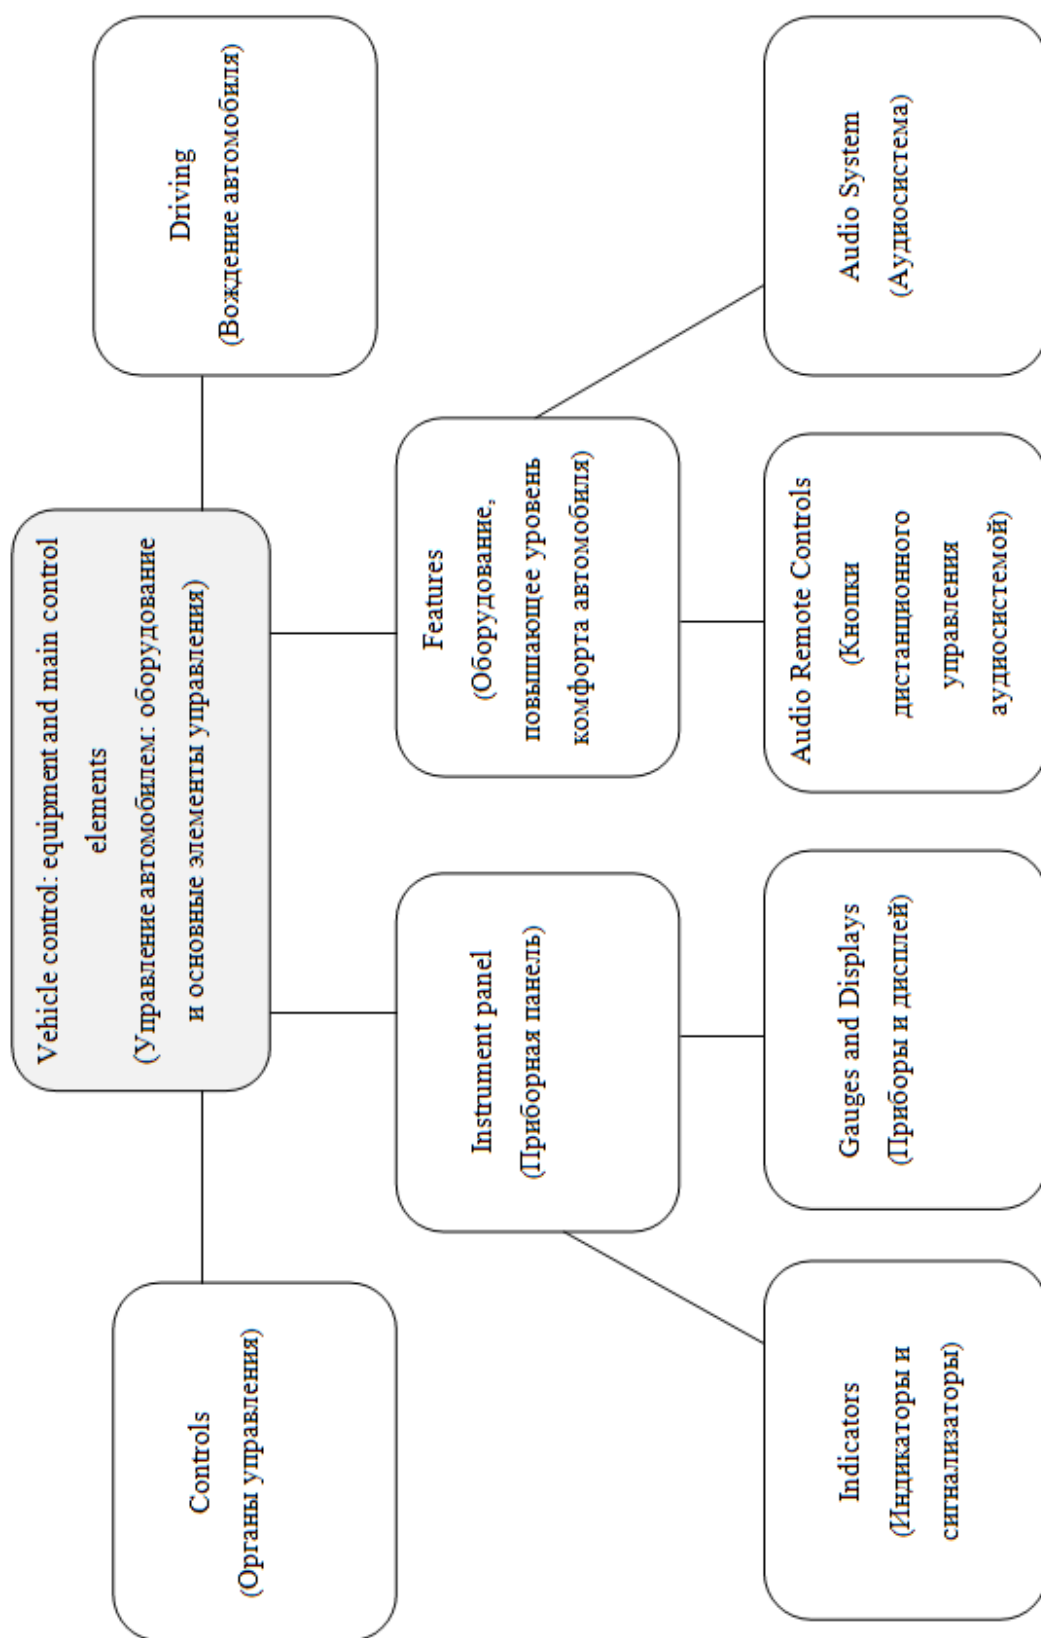 Vehicle control: equipment and main control
elements
(Управление автомобилем: оборудование
и основные элементы управления)
Controls
(Органы управления)
Driving
(Вождение автомобиля)
Instrument panel
(Приборная панель)
Features
(Оборудование,
повышающее уровень
комфорта автомобиля)
Indicators
(Индикаторы и
сигнализаторы)
Gauges and Displays
(Приборы и дисплей)
Audio Remote Controls
(Кнопки
дистанционного
управления
аудиосистемой)
Audio System
(Аудиосистема)